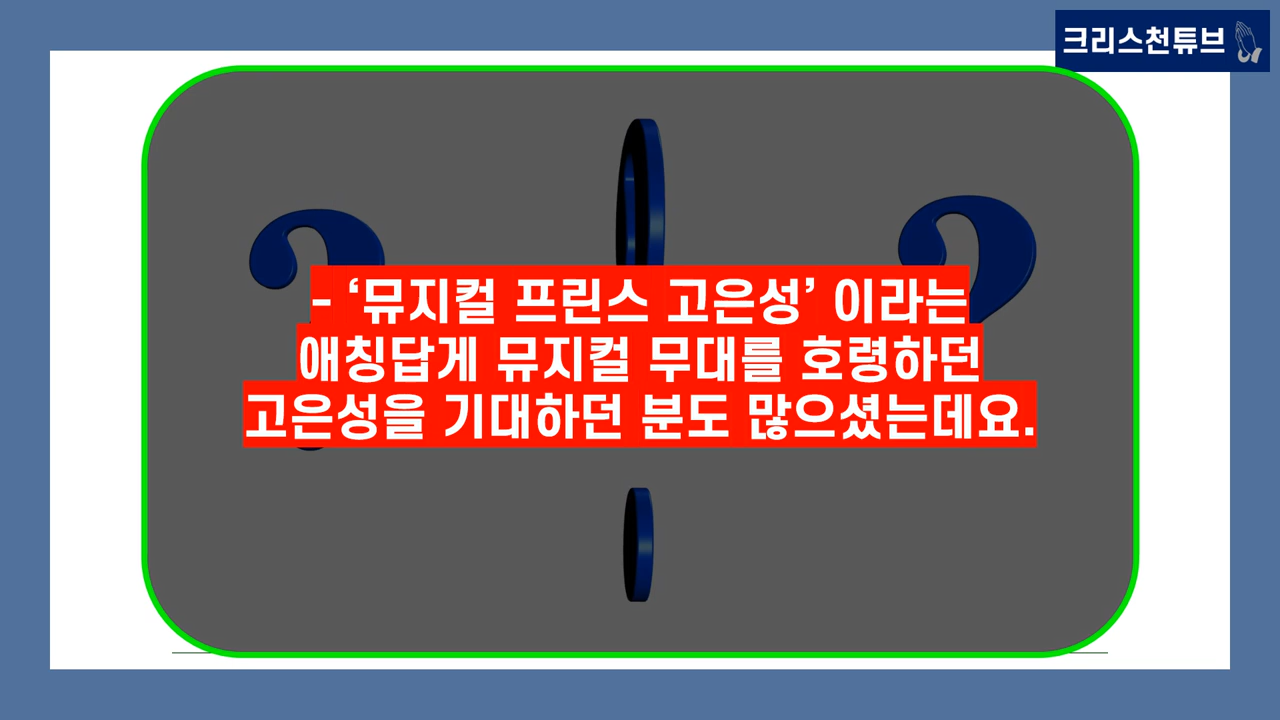 크리스천튜브
- ‘뮤지컬 프린스 고은성’ 이라는
애칭답게 뮤지컬 무대를 호령하던
고은성을 기대하던 분도 많으셨는데요.